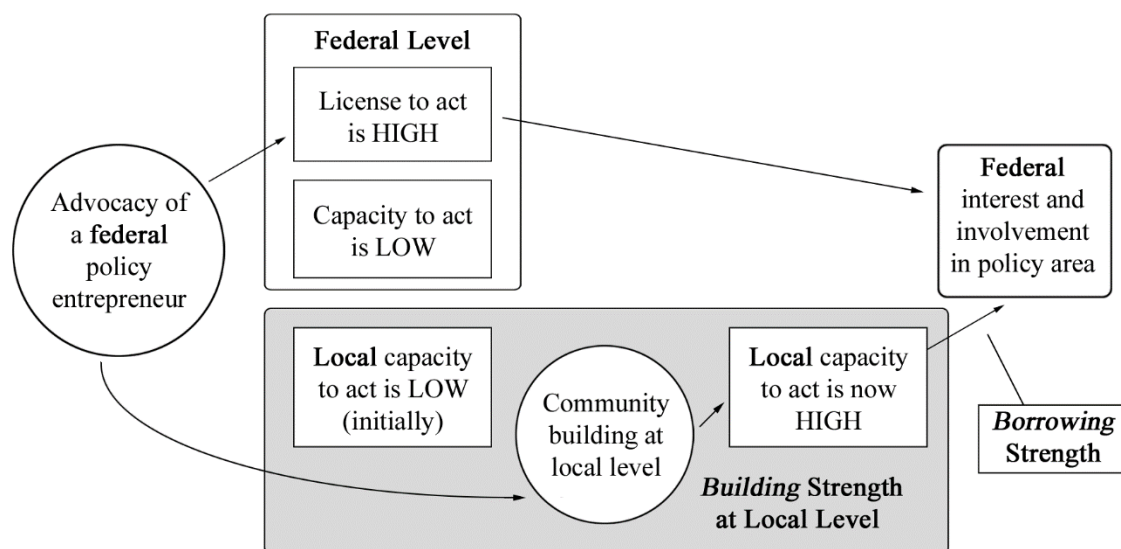 Federal Level
License to act
is HIGH
Capacity to act
is LOW
Advocacy of
a federal
policy
entrepreneur
Federal
interest and
involvement
in policy area
Local capacity
to act is LOW
(initially)
Community
building at
local level
Local capacity
to act is now
HIGH
Building Strength
at Local Level
Borrowing
Strength